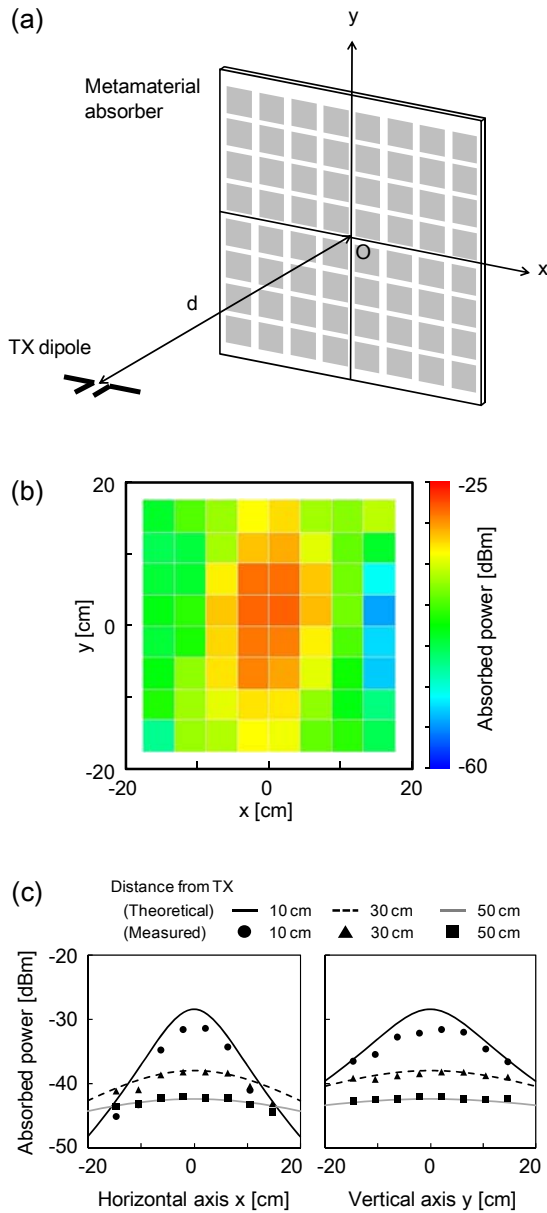 (a)
y
Metamaterial
absorber
O
x
d
TX dipole
(b)
20
-25
y [cm]
0
Absorbed power [dBm]
-20
-60
-20
0
20
x [cm]
(c)
Distance from TX
(Theoretical) 10 cm 30 cm 50 cm
(Measured) 10 cm 30 cm 50 cm
Absorbed power [dBm]
-20
-30
-40
-50
-20 0 20 -20 0 20
Horizontal axis x [cm] Vertical axis y [cm]